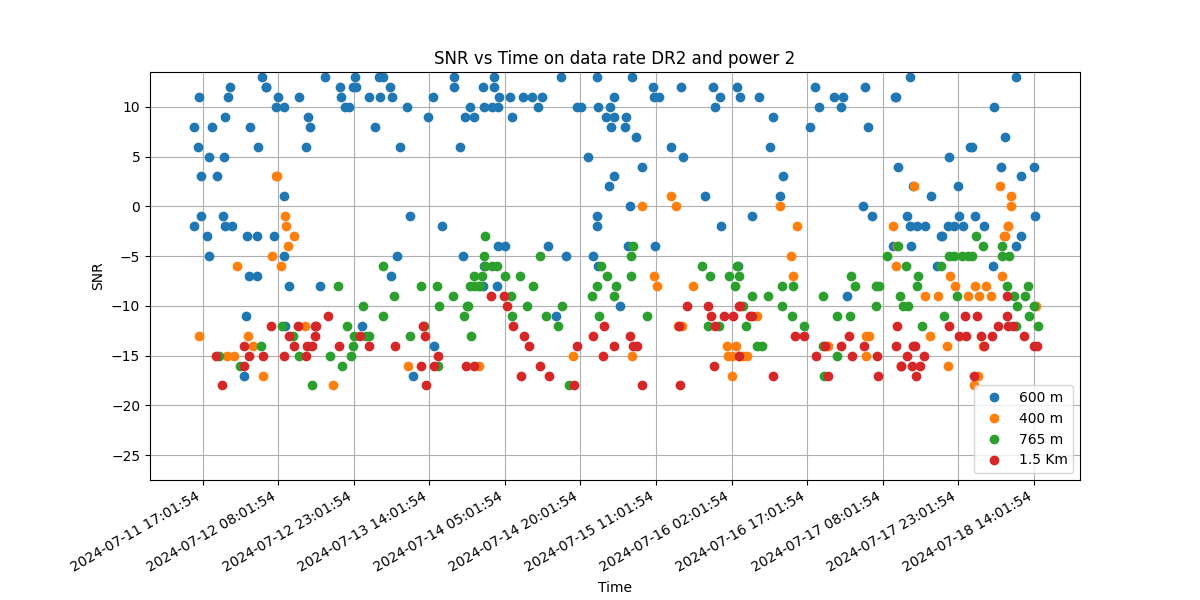 SNR vs Time on data rate DR2 and power 2
10
5
0
−5
−10
−15
−20
−25
SNR
600 m
400 m
765 m
1.5 Km
2024-07-11 17:01:54
2024-07-12 08:01:54
2024-07-12 23:01:54
2024-07-13 14:01:54
2024-07-14 05:01:54
2024-07-14 20:01:54
2024-07-15 11:01:54
2024-07-16 02:01:54
2024-07-16 17:01:54
2024-07-17 08:01:54
2024-07-17 23:01:54
2024-07-18 14:01:54
Time